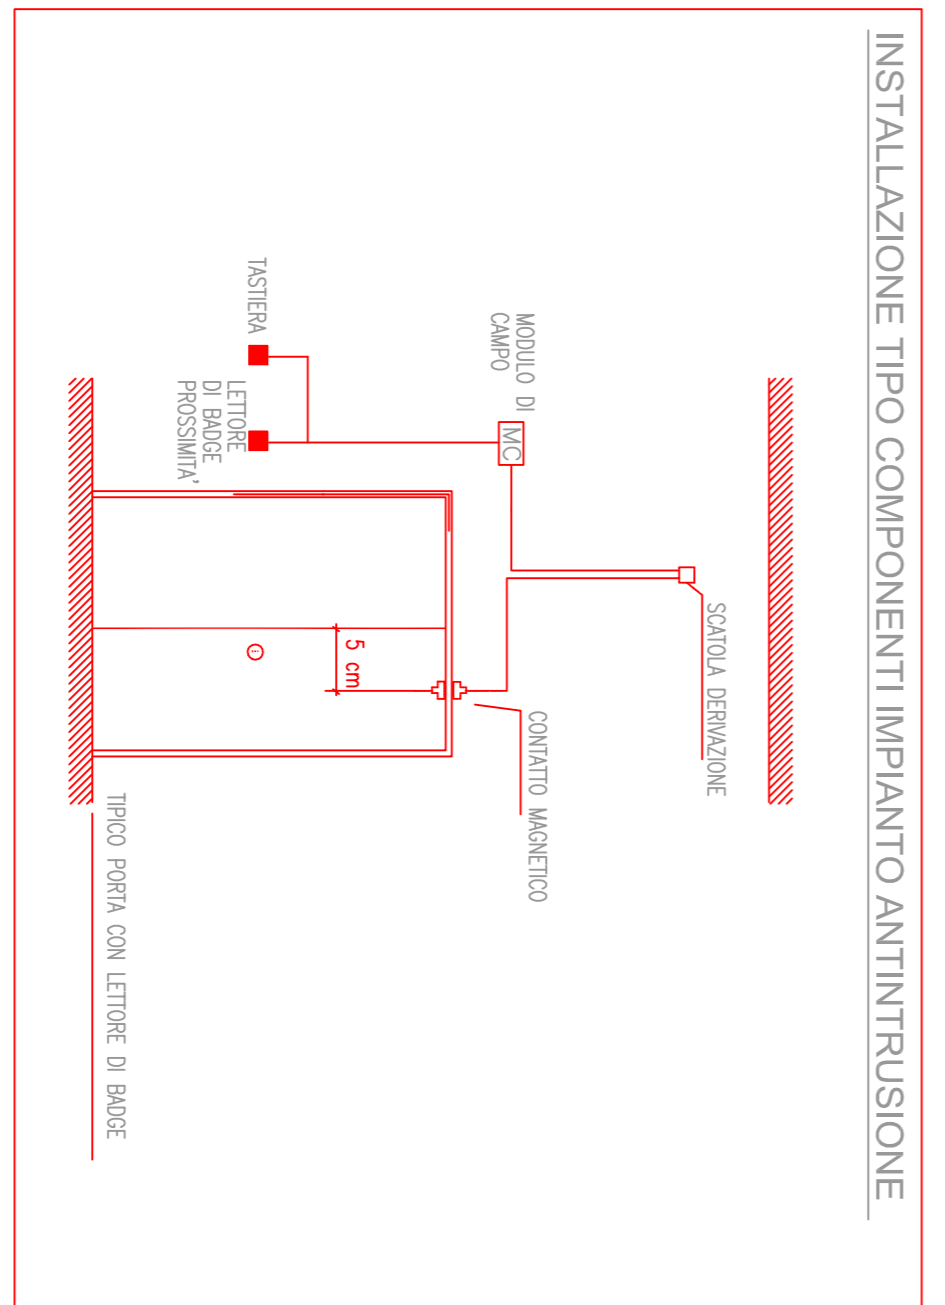 INSTALLAZIONE TIPO COMPONENTI IMPIANTO ANTINTRUSIONE
SCATOLA DERIVAZIONE
MODULO DI
CAMPO
MC
CONTATTO MAGNETICO
5 cm
TASTIERA
LETTORE
DI BADGE
PROSSIMITA'
TIPICO PORTA CON LETTORE DI BADGE